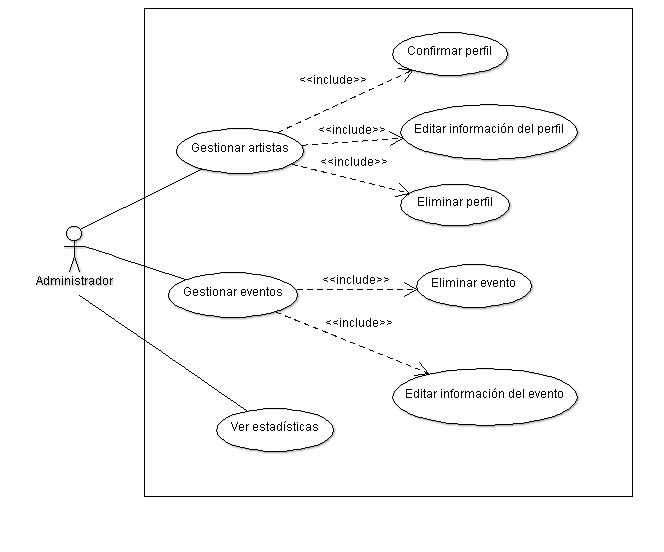 Confirmar perfil
<<include>>
Gestionar artistas
<<include>>
Editar información del perfil
<<include>>
Eliminar perfil
Administrador
Gestionar eventos
<<include>>
Eliminar evento
<<include>>
Editar información del evento
Ver estadísticas